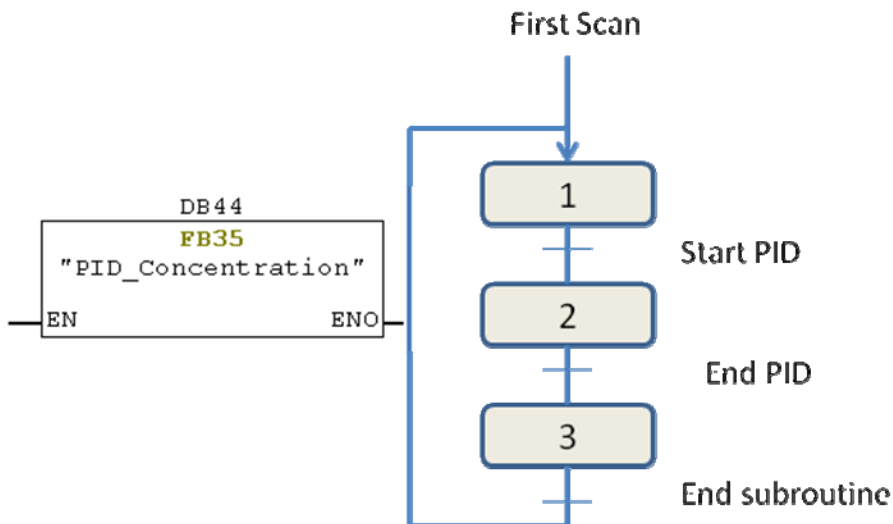 First Scan
DB44
FB35
"PID_Concentration"
EN ENO
1
Start PID
2
End PID
3
End subroutine